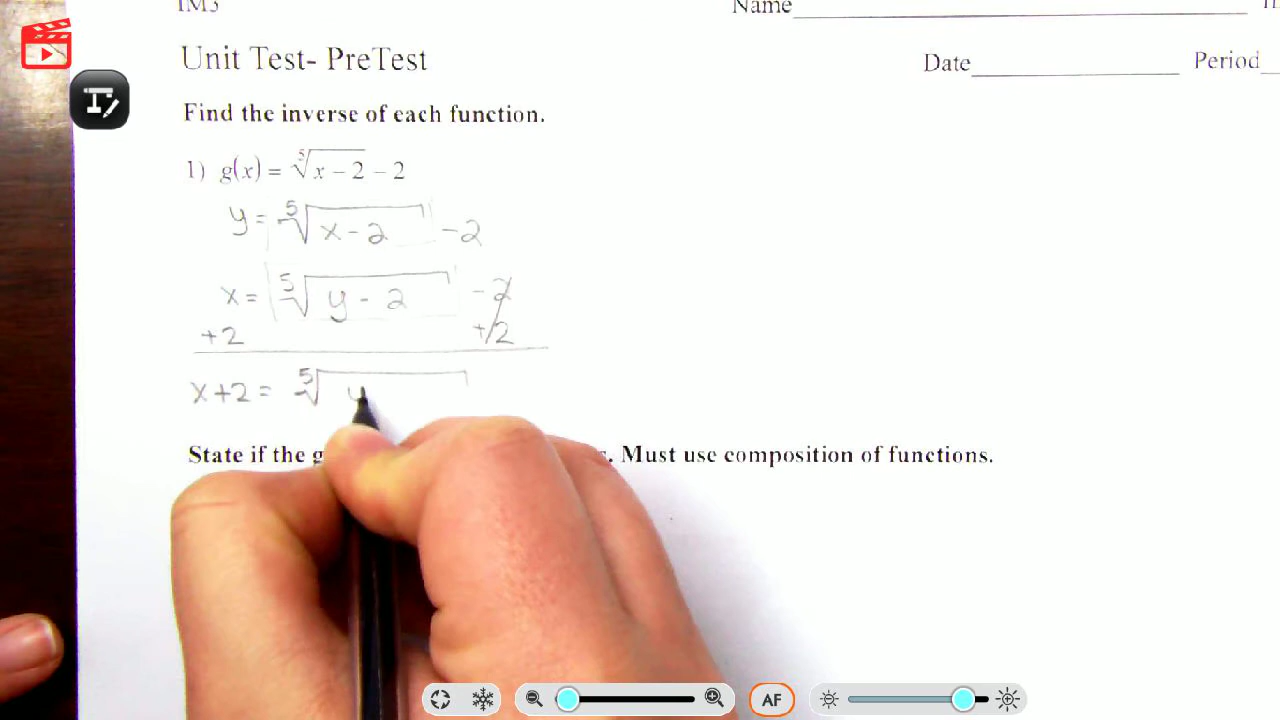 IM3 Name
Unit Test- PreTest Date Period
Find the inverse of each function.
1) g(x) = ⁵√(x − 2) − 2
y = ⁵√(x - 2) - 2
x = ⁵√(y - 2) - 2
+2 +2
x+2 = ⁵√y
State if the g . Must use composition of functions.
AF